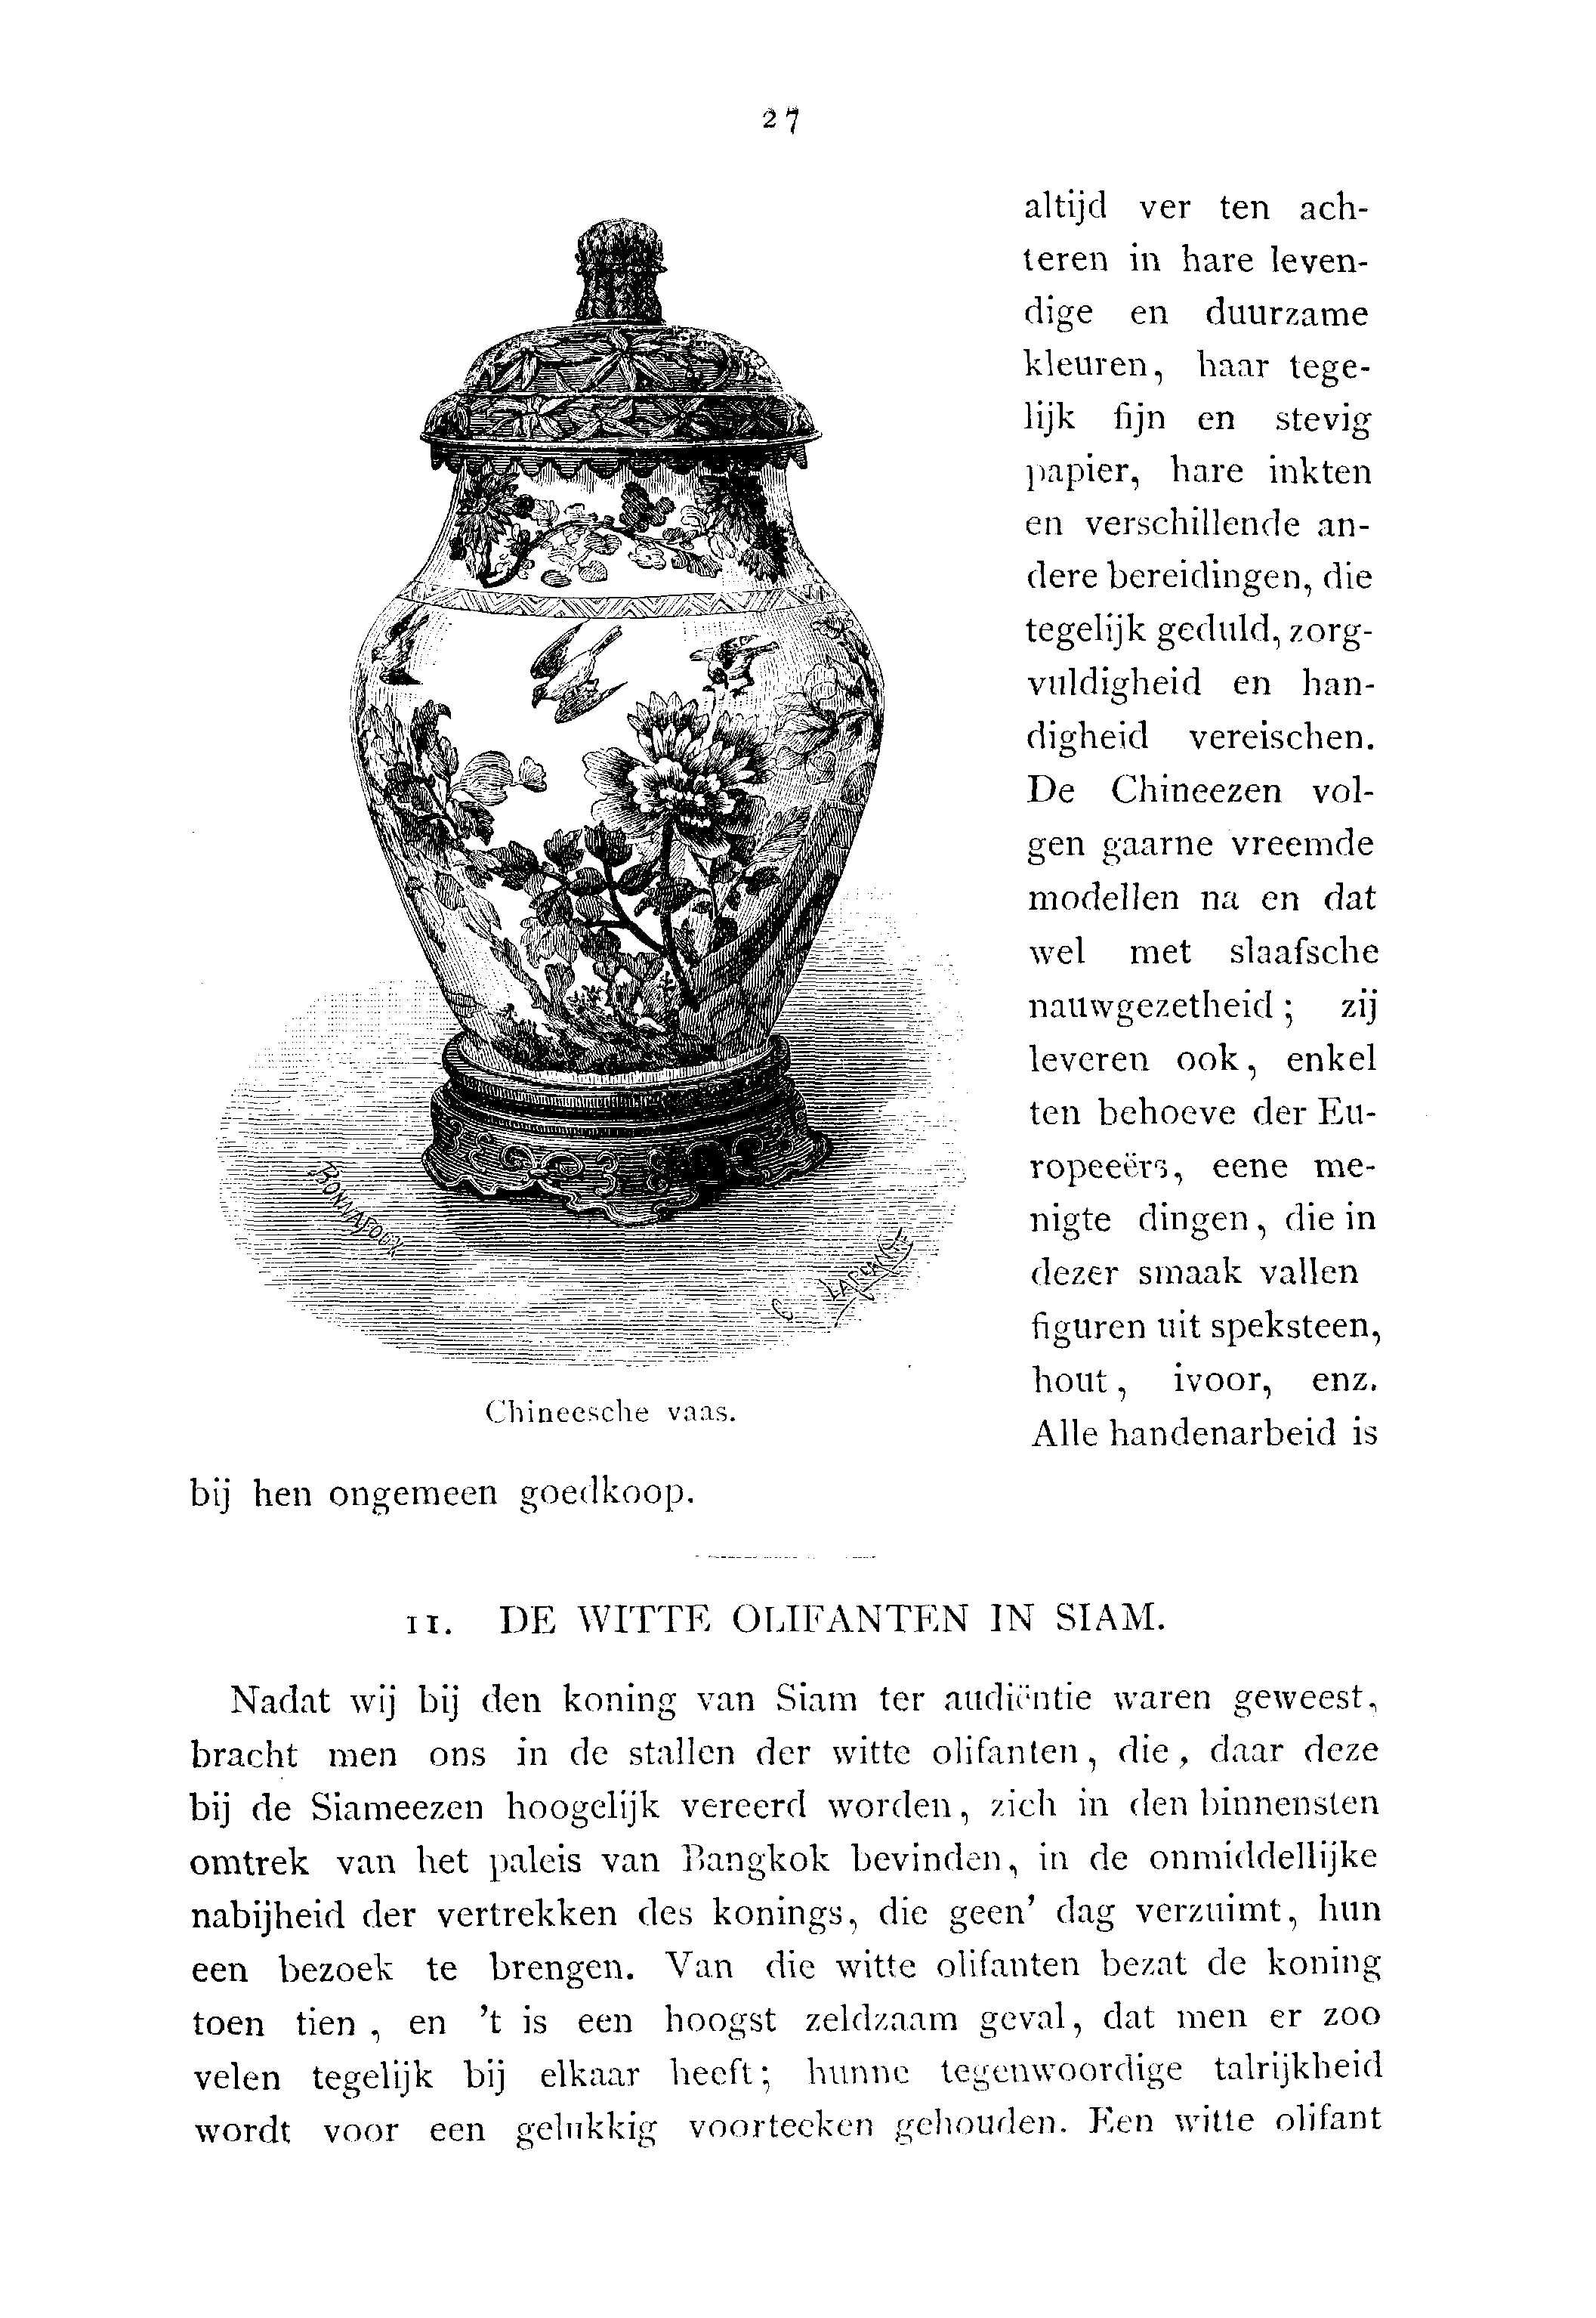 27
altijd ver ten ach-
teren in hare leven-
dige en duurzame
kleuren, haar tege-
lijk fijn en stevig
papier, hare inkten
en verschillende an-
dere bereidingen, die
tegelijk geduld, zorg-
vuldigheid en han-
digheid vereischen.
De Chineezen vol-
gen gaarne vreemde
modellen na en dat
wel met slaafsche
nauwgezetheid; zij
leveren ook, enkel
ten behoeve der Eu-
ropeeërs, eene me-
nigte dingen, die in
dezer smaak vallen
figuren uit speksteen,
hout, ivoor, enz.
Alle handenarbeid is
BONNAFOUX
C. LAPLANTE
Chineesche vaas.
bij hen ongemeen goedkoop.
11. DE WITTE OLIFANTEN IN SIAM.
Nadat wij bij den koning van Siam ter audiëntie waren geweest,
bracht men ons in de stallen der witte olifanten, die, daar deze
bij de Siameezen hoogelijk vereerd worden, zich in den binnensten
omtrek van het paleis van Bangkok bevinden, in de onmiddellijke
nabijheid der vertrekken des konings, die geen' dag verzuimt, hun
een bezoek te brengen. Van die witte olifanten bezat de koning
toen tien, en 't is een hoogst zeldzaam geval, dat men er zoo
velen tegelijk bij elkaar heeft; hunne tegenwoordige talrijkheid
wordt voor een gelukkig voorteeken gehouden. Een witte olifant